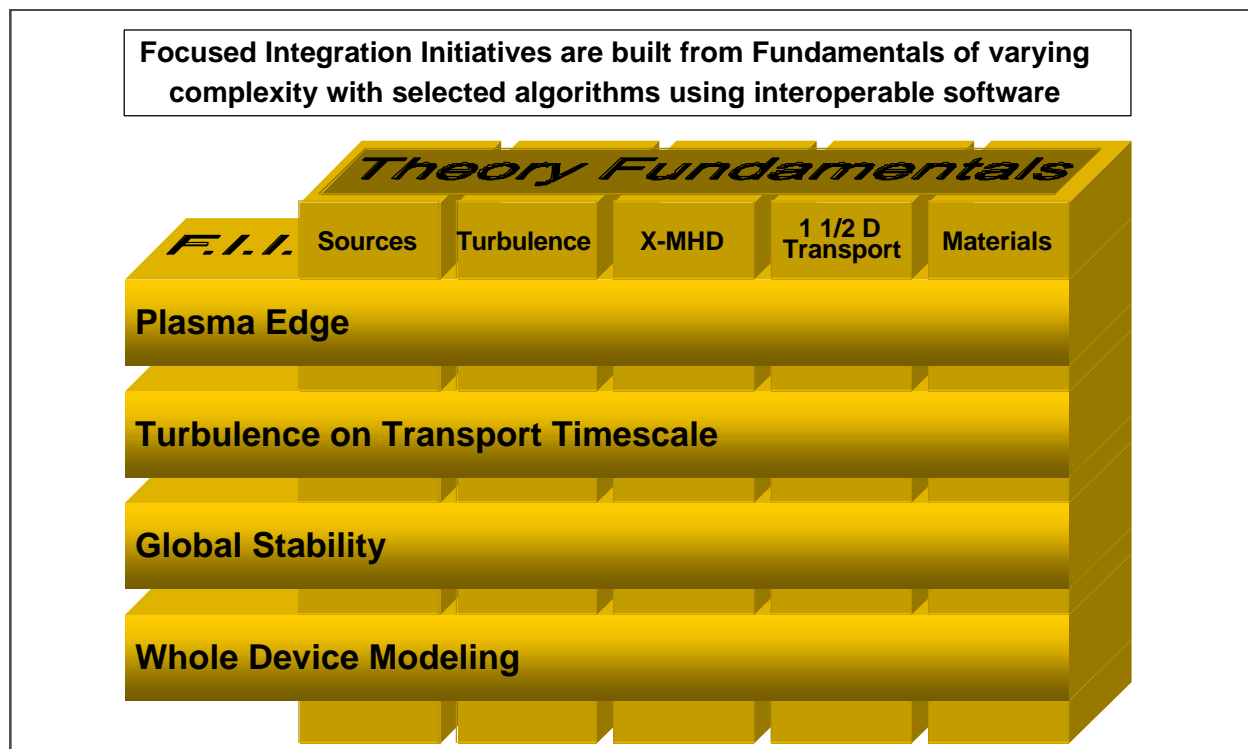 Focused Integration Initiatives are built from Fundamentals of varying
complexity with selected algorithms using interoperable software
Theory Fundamentals
F.I.I.
Sources
Turbulence
X-MHD
1 1/2 D
Transport
Materials
Plasma Edge
Turbulence on Transport Timescale
Global Stability
Whole Device Modeling